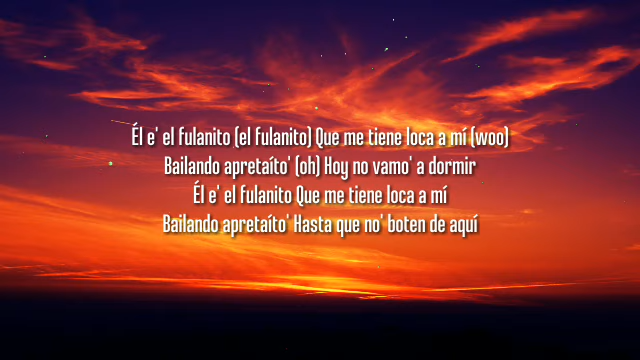 Él e' el fulanito (el fulanito) Que me tiene loca a mí (woo)
Bailando apretaíto' (oh) Hoy no vamo' a dormir
Él e' el fulanito Que me tiene loca a mí
Bailando apretaíto' Hasta que no' boten de aquí